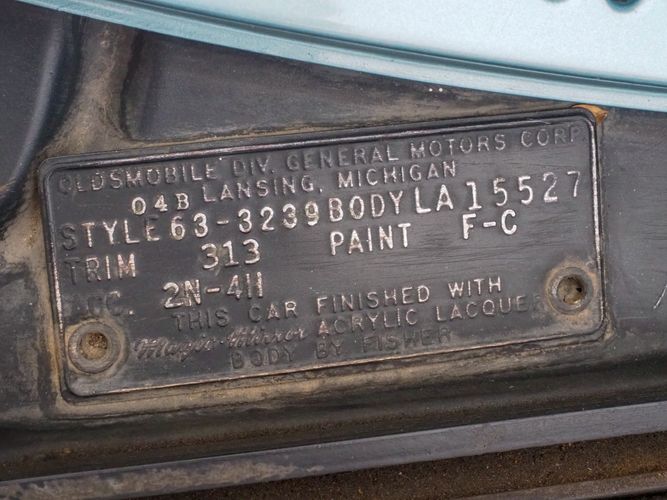 OLDSMOBILE DIV. GENERAL MOTORS CORP
04B LANSING, MICHIGAN
STYLE 63-3239 BODY LA 15527
TRIM 313 PAINT F-C
ACC. 2N-4H
THIS CAR FINISHED WITH
Magic-Mirror ACRYLIC LACQUER
BODY BY FISHER